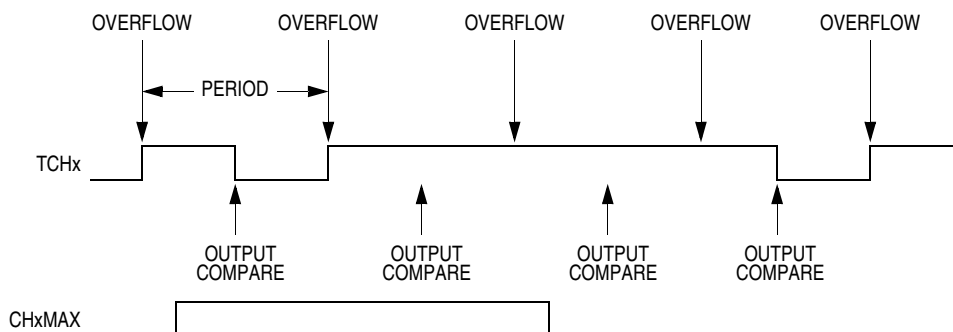 OVERFLOW OVERFLOW OVERFLOW OVERFLOW OVERFLOW
PERIOD
TCHx
OUTPUT OUTPUT OUTPUT OUTPUT
COMPARE COMPARE COMPARE COMPARE
CHxMAX